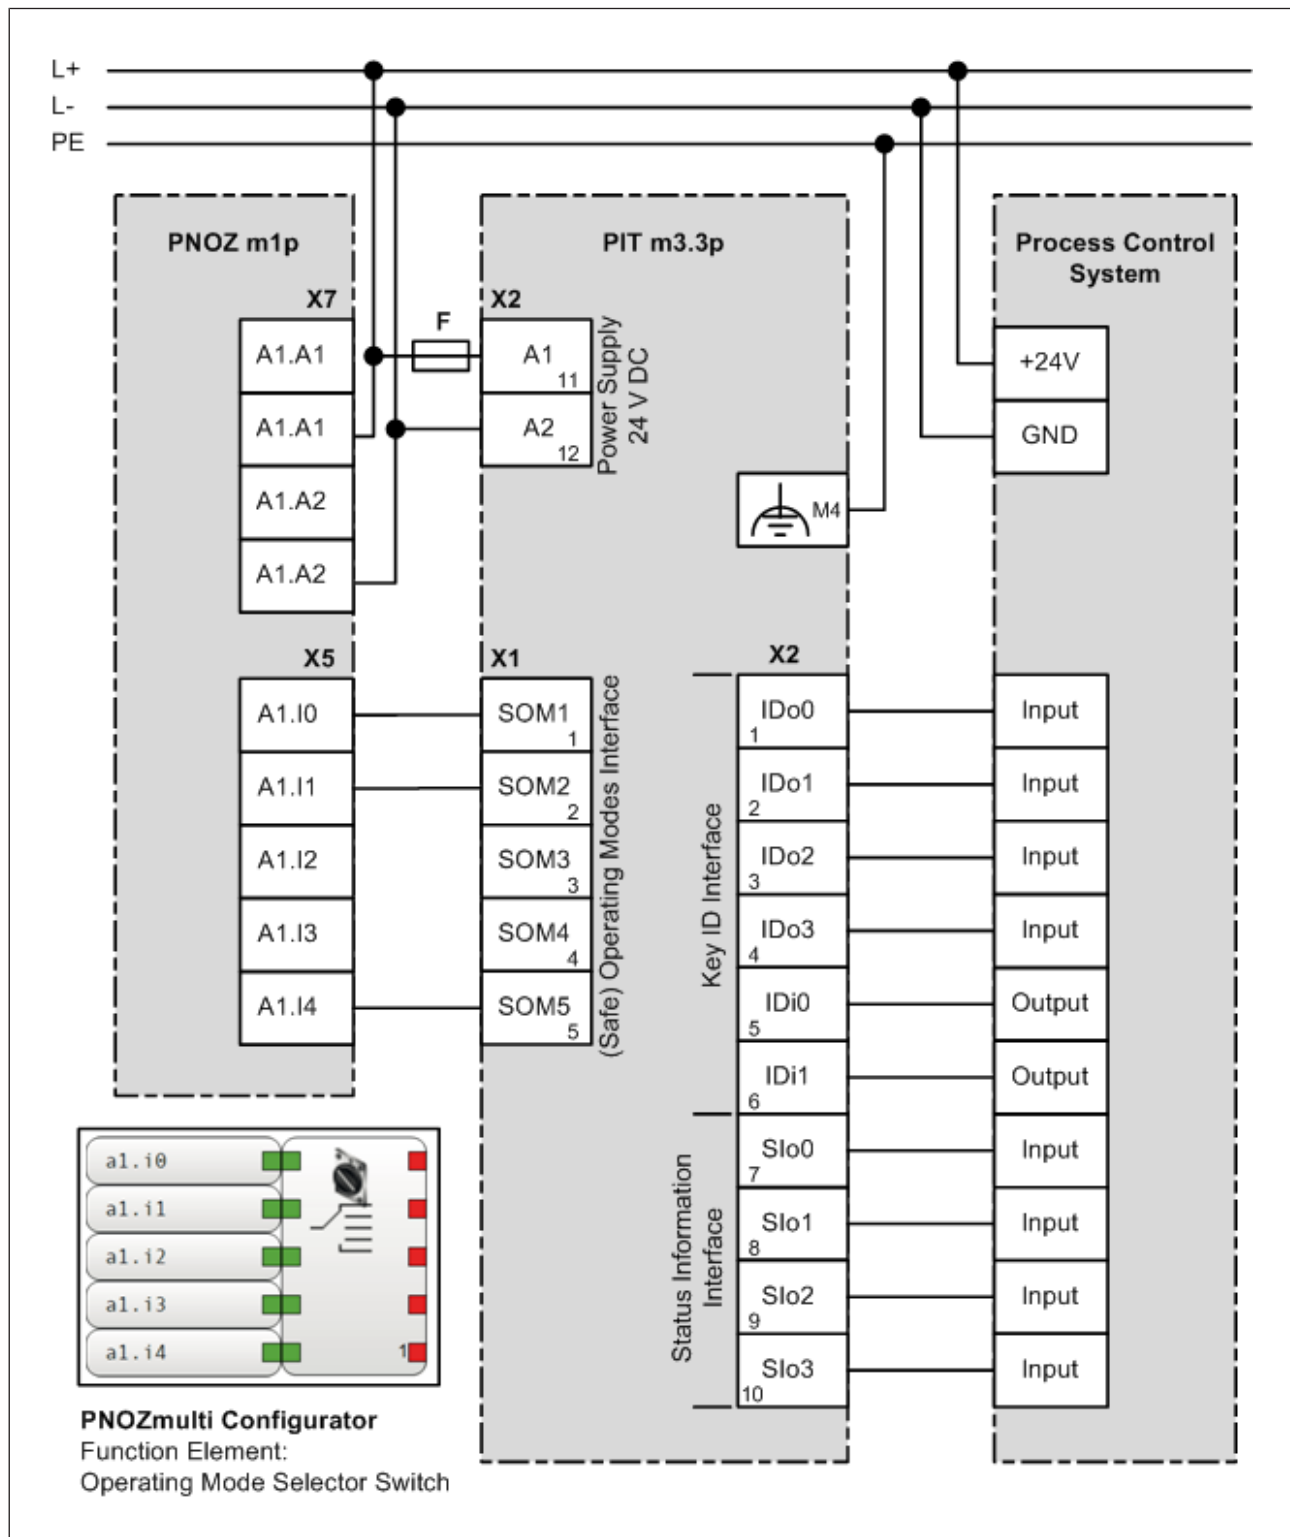 L+
L-
PE
PNOZ m1p
PIT m3.3p
Process Control
System
X7
A1.A1
A1.A1
A1.A2
A1.A2
F
X2
A1
11
A2
12
Power Supply
24 V DC
M4
+24V
GND
X5
A1.I0
A1.I1
A1.I2
A1.I3
A1.I4
X1
SOM1
1
SOM2
2
SOM3
3
SOM4
4
SOM5
5
(Safe) Operating Modes Interface
Key ID Interface
Status Information
Interface
X2
IDo0
1
IDo1
2
IDo2
3
IDo3
4
IDi0
5
IDi1
6
SIo0
7
SIo1
8
SIo2
9
SIo3
10
Input
Input
Input
Input
Output
Output
Input
Input
Input
Input
a1.i0
a1.i1
a1.i2
a1.i3
a1.i4
1
PNOZmulti Configurator
Function Element:
Operating Mode Selector Switch